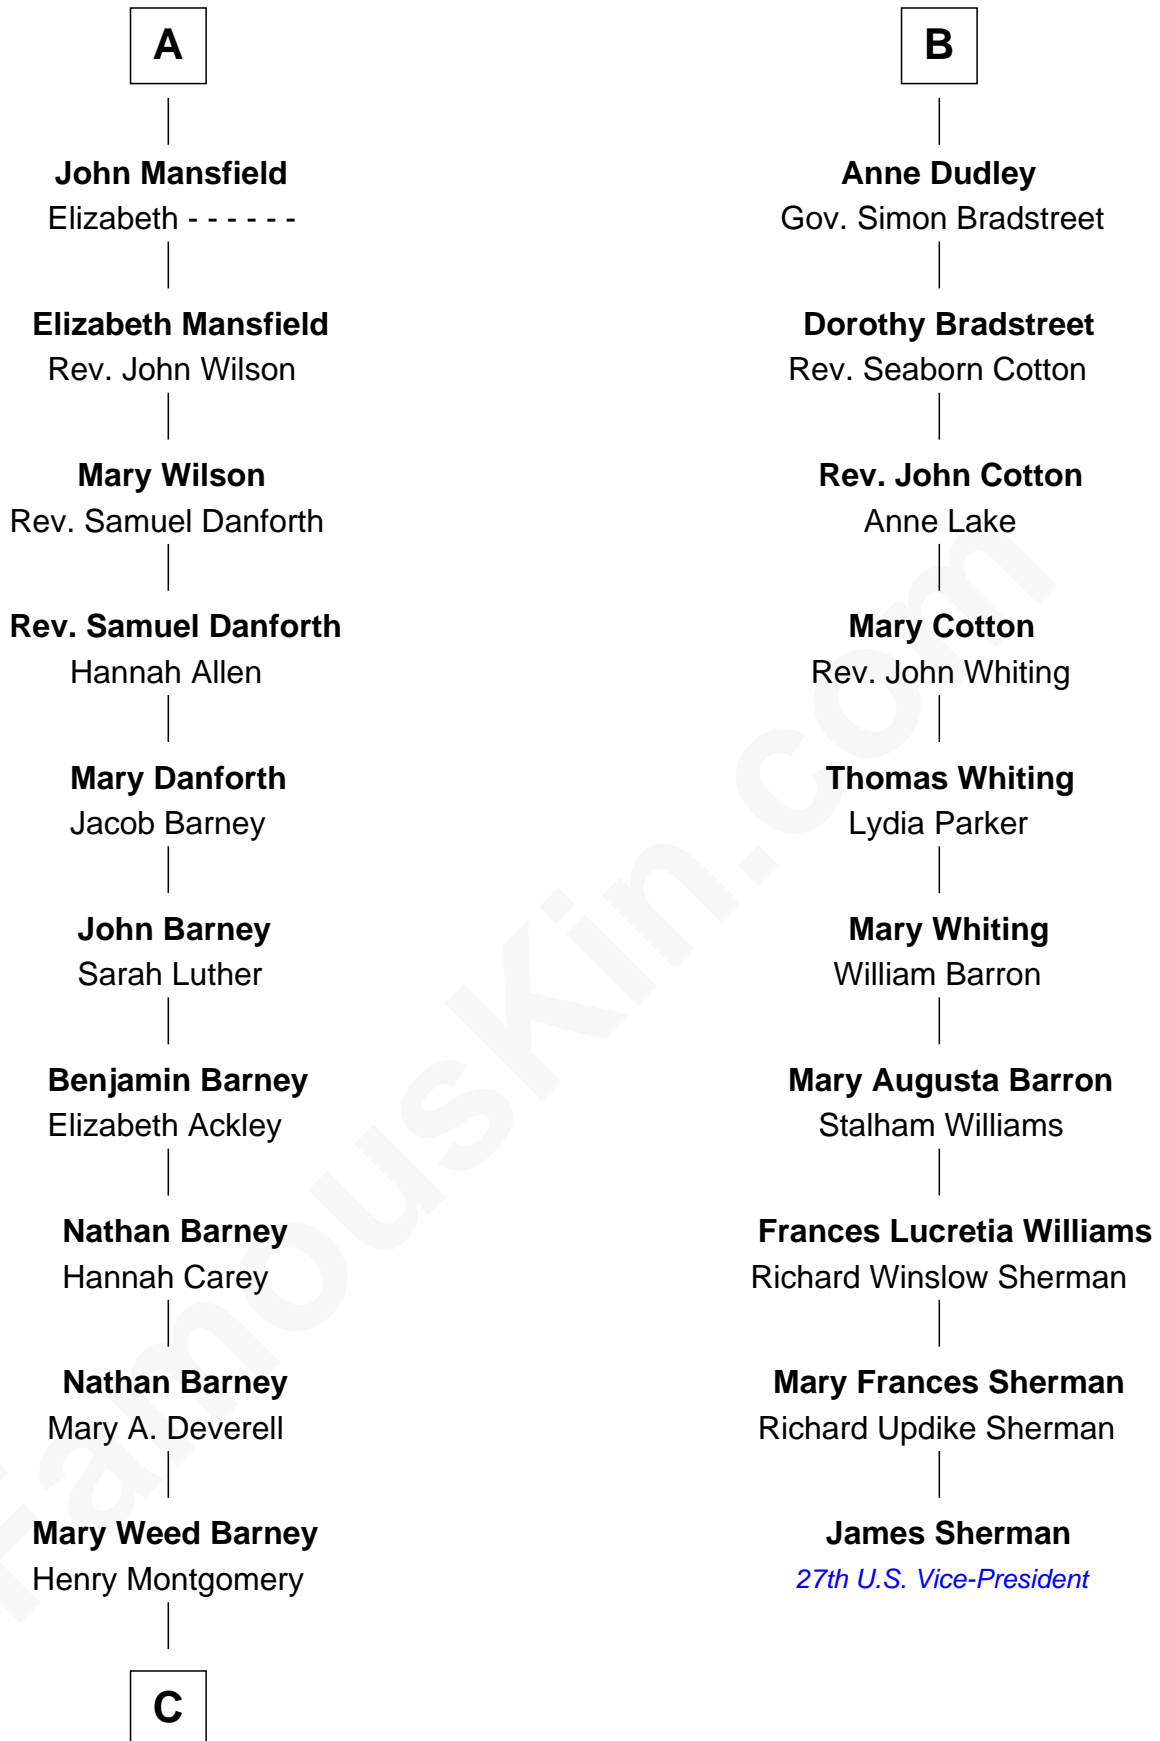 A
John Mansfield
Elizabeth - - - - - -
Elizabeth Mansfield
Rev. John Wilson
Mary Wilson
Rev. Samuel Danforth
Rev. Samuel Danforth
Hannah Allen
Mary Danforth
Jacob Barney
John Barney
Sarah Luther
Benjamin Barney
Elizabeth Ackley
Nathan Barney
Hannah Carey
Nathan Barney
Mary A. Deverell
Mary Weed Barney
Henry Montgomery
C
B
Anne Dudley
Gov. Simon Bradstreet
Dorothy Bradstreet
Rev. Seaborn Cotton
Rev. John Cotton
Anne Lake
Mary Cotton
Rev. John Whiting
Thomas Whiting
Lydia Parker
Mary Whiting
William Barron
Mary Augusta Barron
Stalham Williams
Frances Lucretia Williams
Richard Winslow Sherman
Mary Frances Sherman
Richard Updike Sherman
James Sherman
27th U.S. Vice-President
FamousKin.com